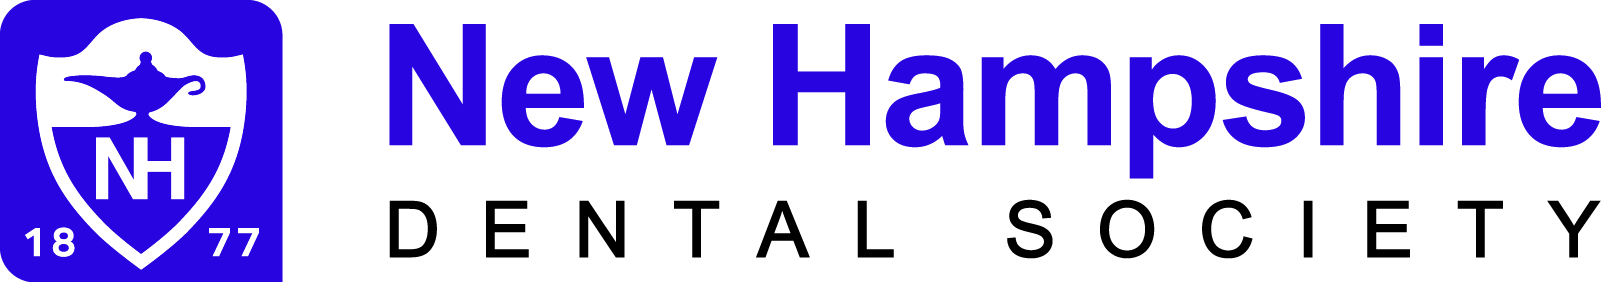 NH
18 77
New Hampshire
DENTAL SOCIETY